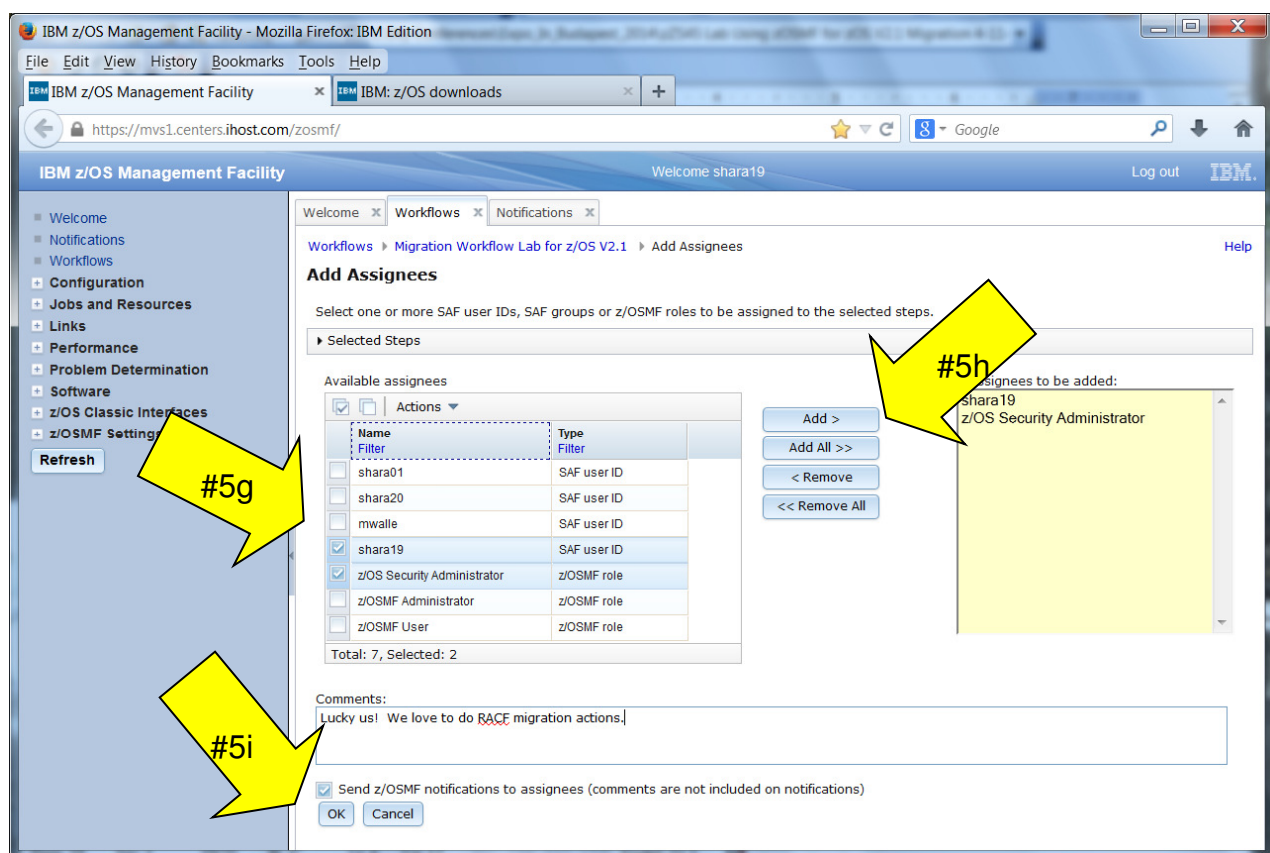 IBM z/OS Management Facility - Mozilla Firefox: IBM Edition
File Edit View History Bookmarks Tools Help
IBM IBM z/OS Management Facility × IBM IBM: z/OS downloads × +
https://mvs1.centers.ihost.com/zosmf/ 8 Google
IBM z/OS Management Facility Welcome shara19 Log out IBM.
Welcome
Notifications
Workflows
Configuration
Jobs and Resources
Links
Performance
Problem Determination
Software
z/OS Classic Interfaces
z/OSMF Settings
Refresh
Welcome x Workflows x Notifications x
Workflows Migration Workflow Lab for z/OS V2.1 Add Assignees Help
Add Assignees
Select one or more SAF user IDs, SAF groups or z/OSMF roles to be assigned to the selected steps.
Selected Steps
#5h
#5g
#5i
Available assignees
Actions
Name Type
Filter Filter
shara01 SAF user ID
shara20 SAF user ID
mwalle SAF user ID
shara19 SAF user ID
z/OS Security Administrator z/OSMF role
z/OSMF Administrator z/OSMF role
z/OSMF User z/OSMF role
Total: 7, Selected: 2
Add >
Add All >>
< Remove
<< Remove All
to be added:
shara19
z/OS Security Administrator
Comments:
Lucky us! We love to do RACF migration actions.
Send z/OSMF notifications to assignees (comments are not included on notifications)
OK Cancel